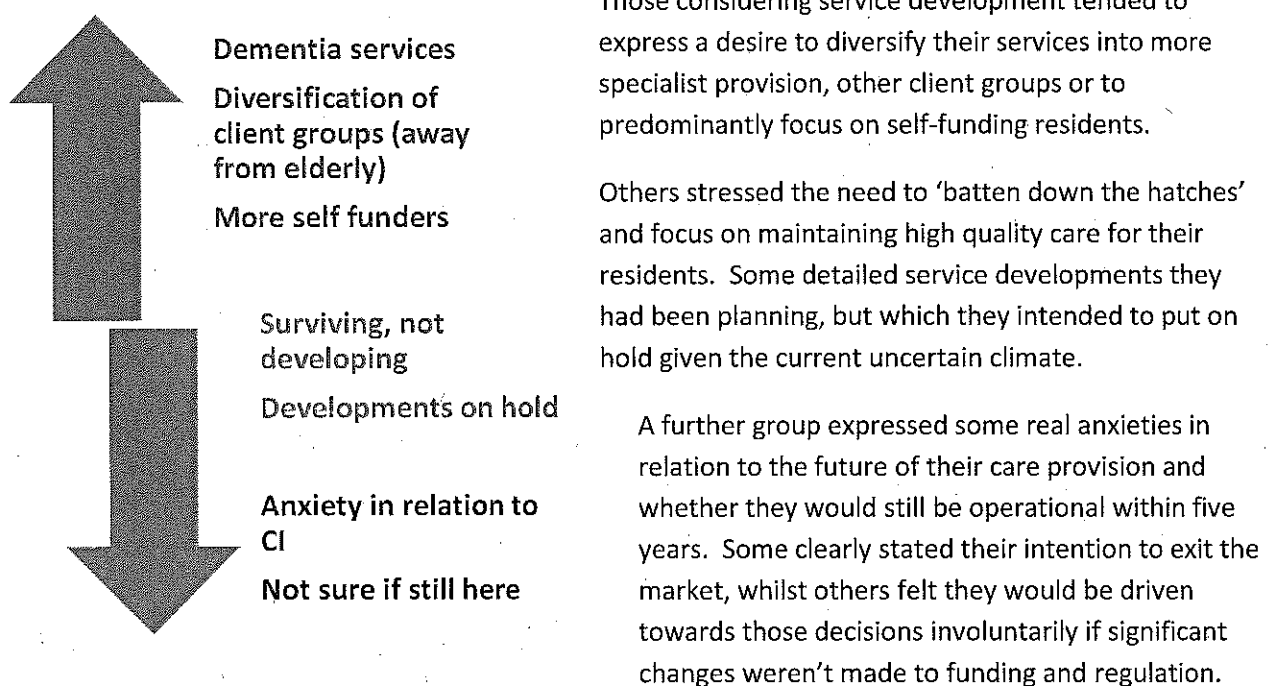 Dementia services
Diversification of
client groups (away
from elderly)
More self funders
Surviving, not
developing
Developments on hold
Anxiety in relation to
CI
Not sure if still here
Those considering service development tended to
express a desire to diversify their services into more
specialist provision, other client groups or to
predominantly focus on self-funding residents.
Others stressed the need to 'batten down the hatches'
and focus on maintaining high quality care for their
residents. Some detailed service developments they
had been planning, but which they intended to put on
hold given the current uncertain climate.
A further group expressed some real anxieties in
relation to the future of their care provision and
whether they would still be operational within five
years. Some clearly stated their intention to exit the
market, whilst others felt they would be driven
towards those decisions involuntarily if significant
changes weren't made to funding and regulation.